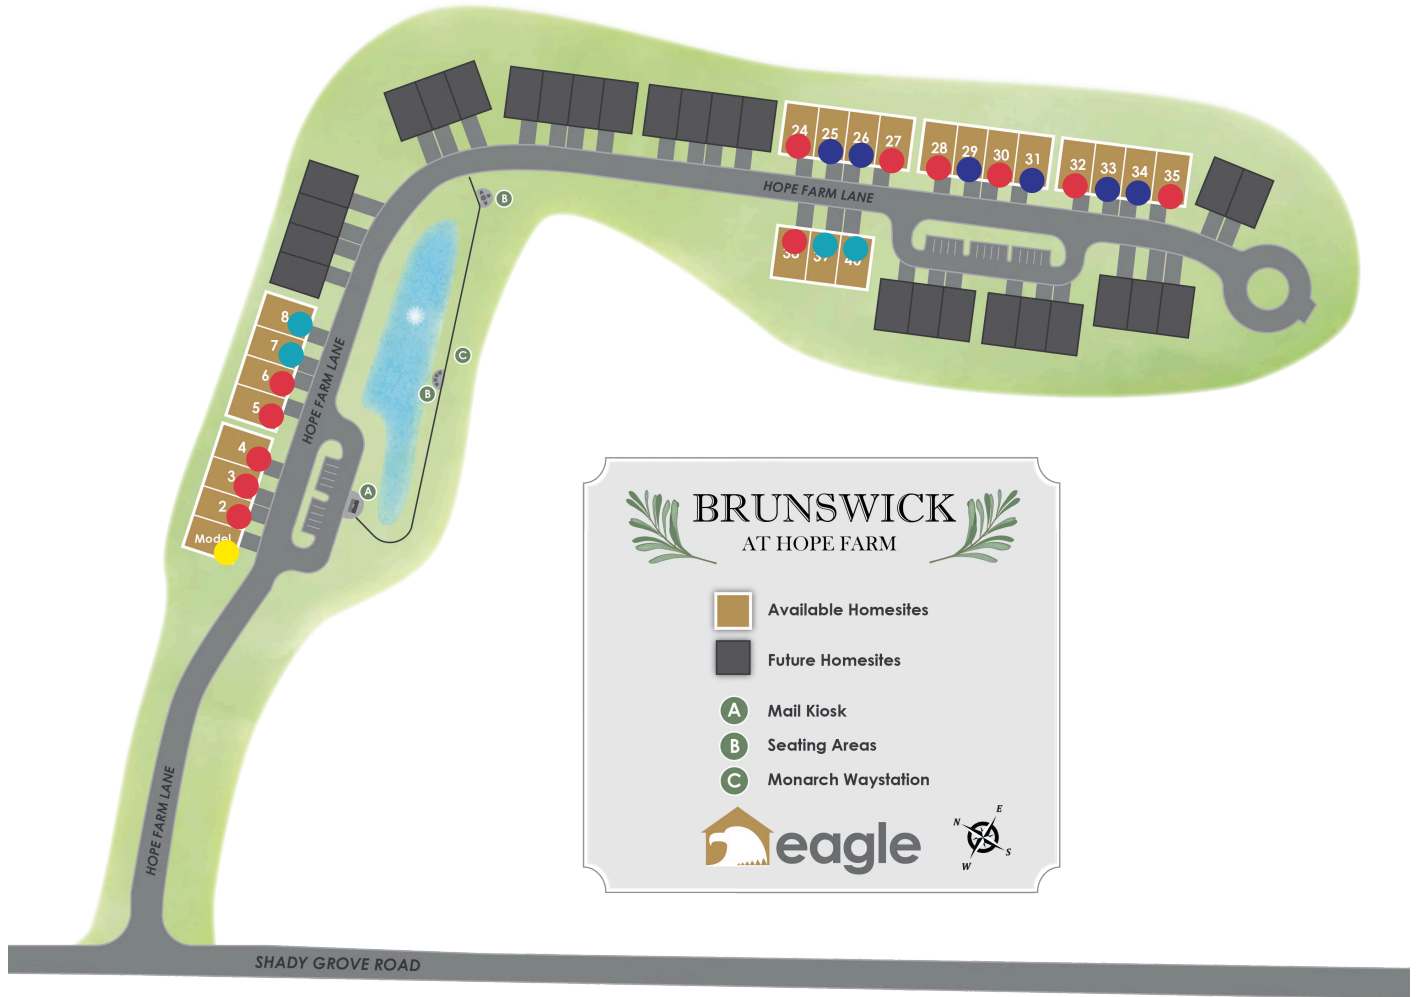 24
25
26
27
28
29
30
31
32
33
34
35
HOPE FARM LANE
B
37
40
8
7
6
5
C
B
HOPE FARM LANE
4
3
2
Model
A
BRUNSWICK
AT HOPE FARM
Available Homesites
Future Homesites
A Mail Kiosk
B Seating Areas
C Monarch Waystation
eagle
E
N
S
W
HOPE FARM LANE
SHADY GROVE ROAD